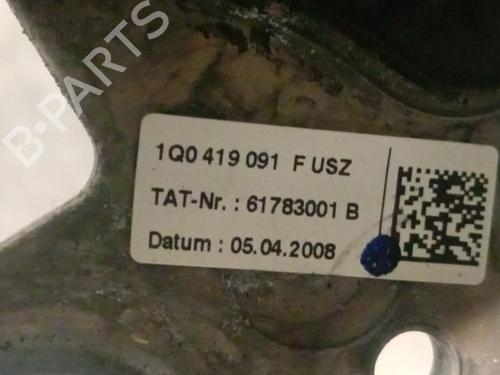 B-PARTS
1Q0 419 091 F USZ
TAT-Nr. : 61783001 B
Datum : 05.04.2008